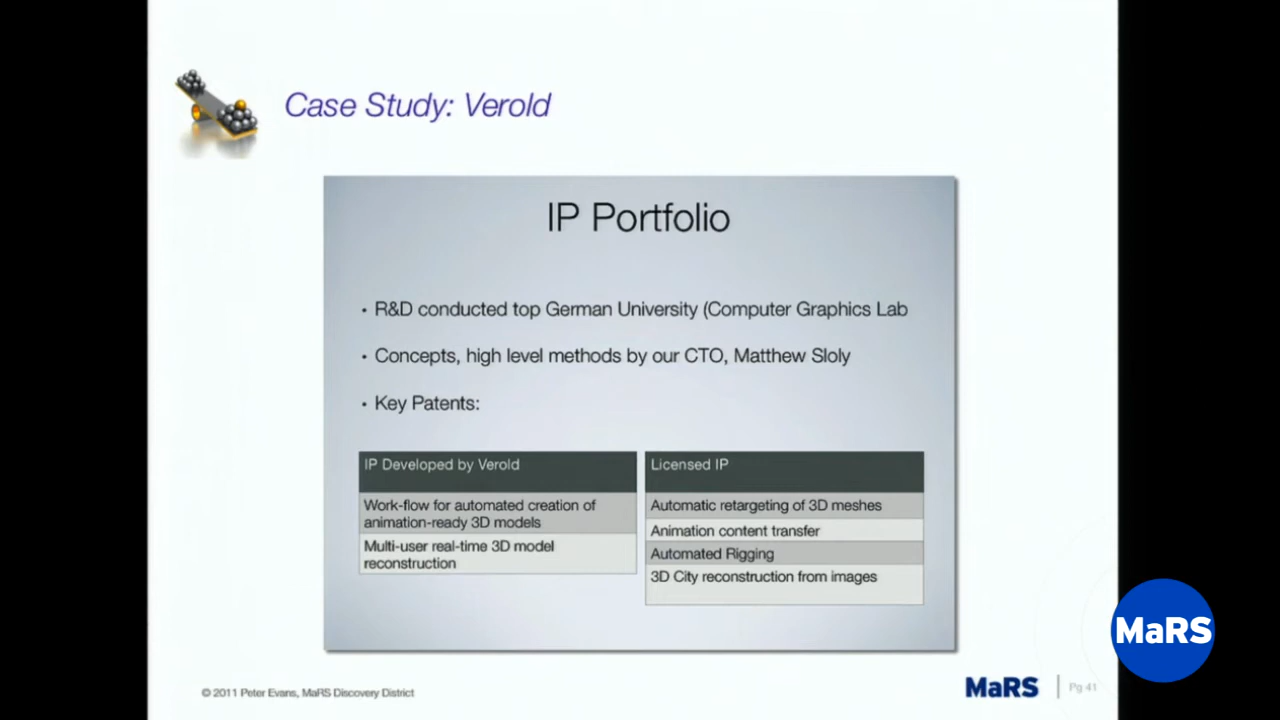 Case Study: Verold
IP Portfolio
• R&D conducted top German University (Computer Graphics Lab
• Concepts, high level methods by our CTO, Matthew Sloly
• Key Patents:
IP Developed by Verold
Work-flow for automated creation of
animation-ready 3D models
Multi-user real-time 3D model
reconstruction
Licensed IP
Automatic retargeting of 3D meshes
Animation content transfer
Automated Rigging
3D City reconstruction from images
© 2011 Peter Evans, MaRS Discovery District
MaRS
Pg 41
MaRS